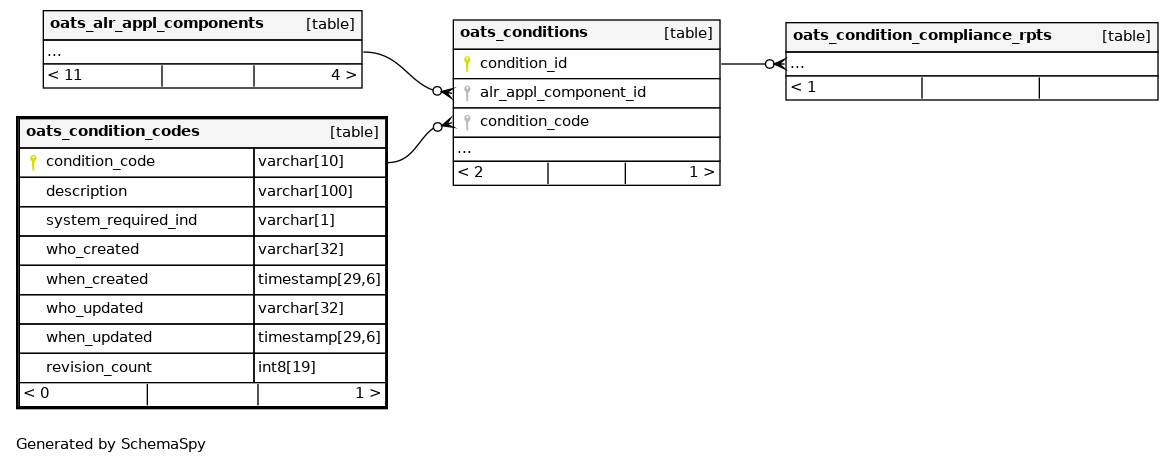 oats_alr_appl_components [table]
...
< 11 4 >
oats_condition_codes [table]
condition_code varchar[10]
description varchar[100]
system_required_ind varchar[1]
who_created varchar[32]
when_created timestamp[29,6]
who_updated varchar[32]
when_updated timestamp[29,6]
revision_count int8[19]
< 0 1 >
oats_conditions [table]
condition_id
alr_appl_component_id
condition_code
...
< 2 1 >
oats_condition_compliance_rpts [table]
...
< 1
Generated by SchemaSpy